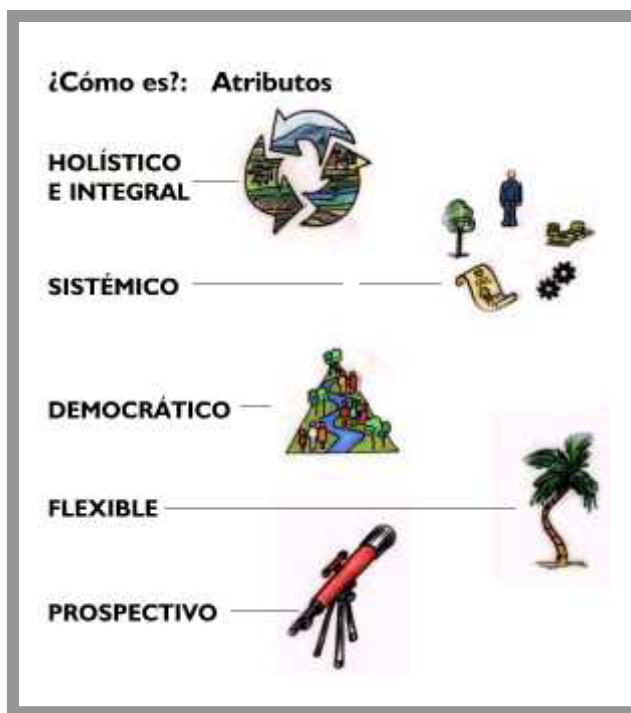 ¿Cómo es?: Atributos
HOLÍSTICO
E INTEGRAL
SISTÉMICO
DEMOCRÁTICO
FLEXIBLE
PROSPECTIVO